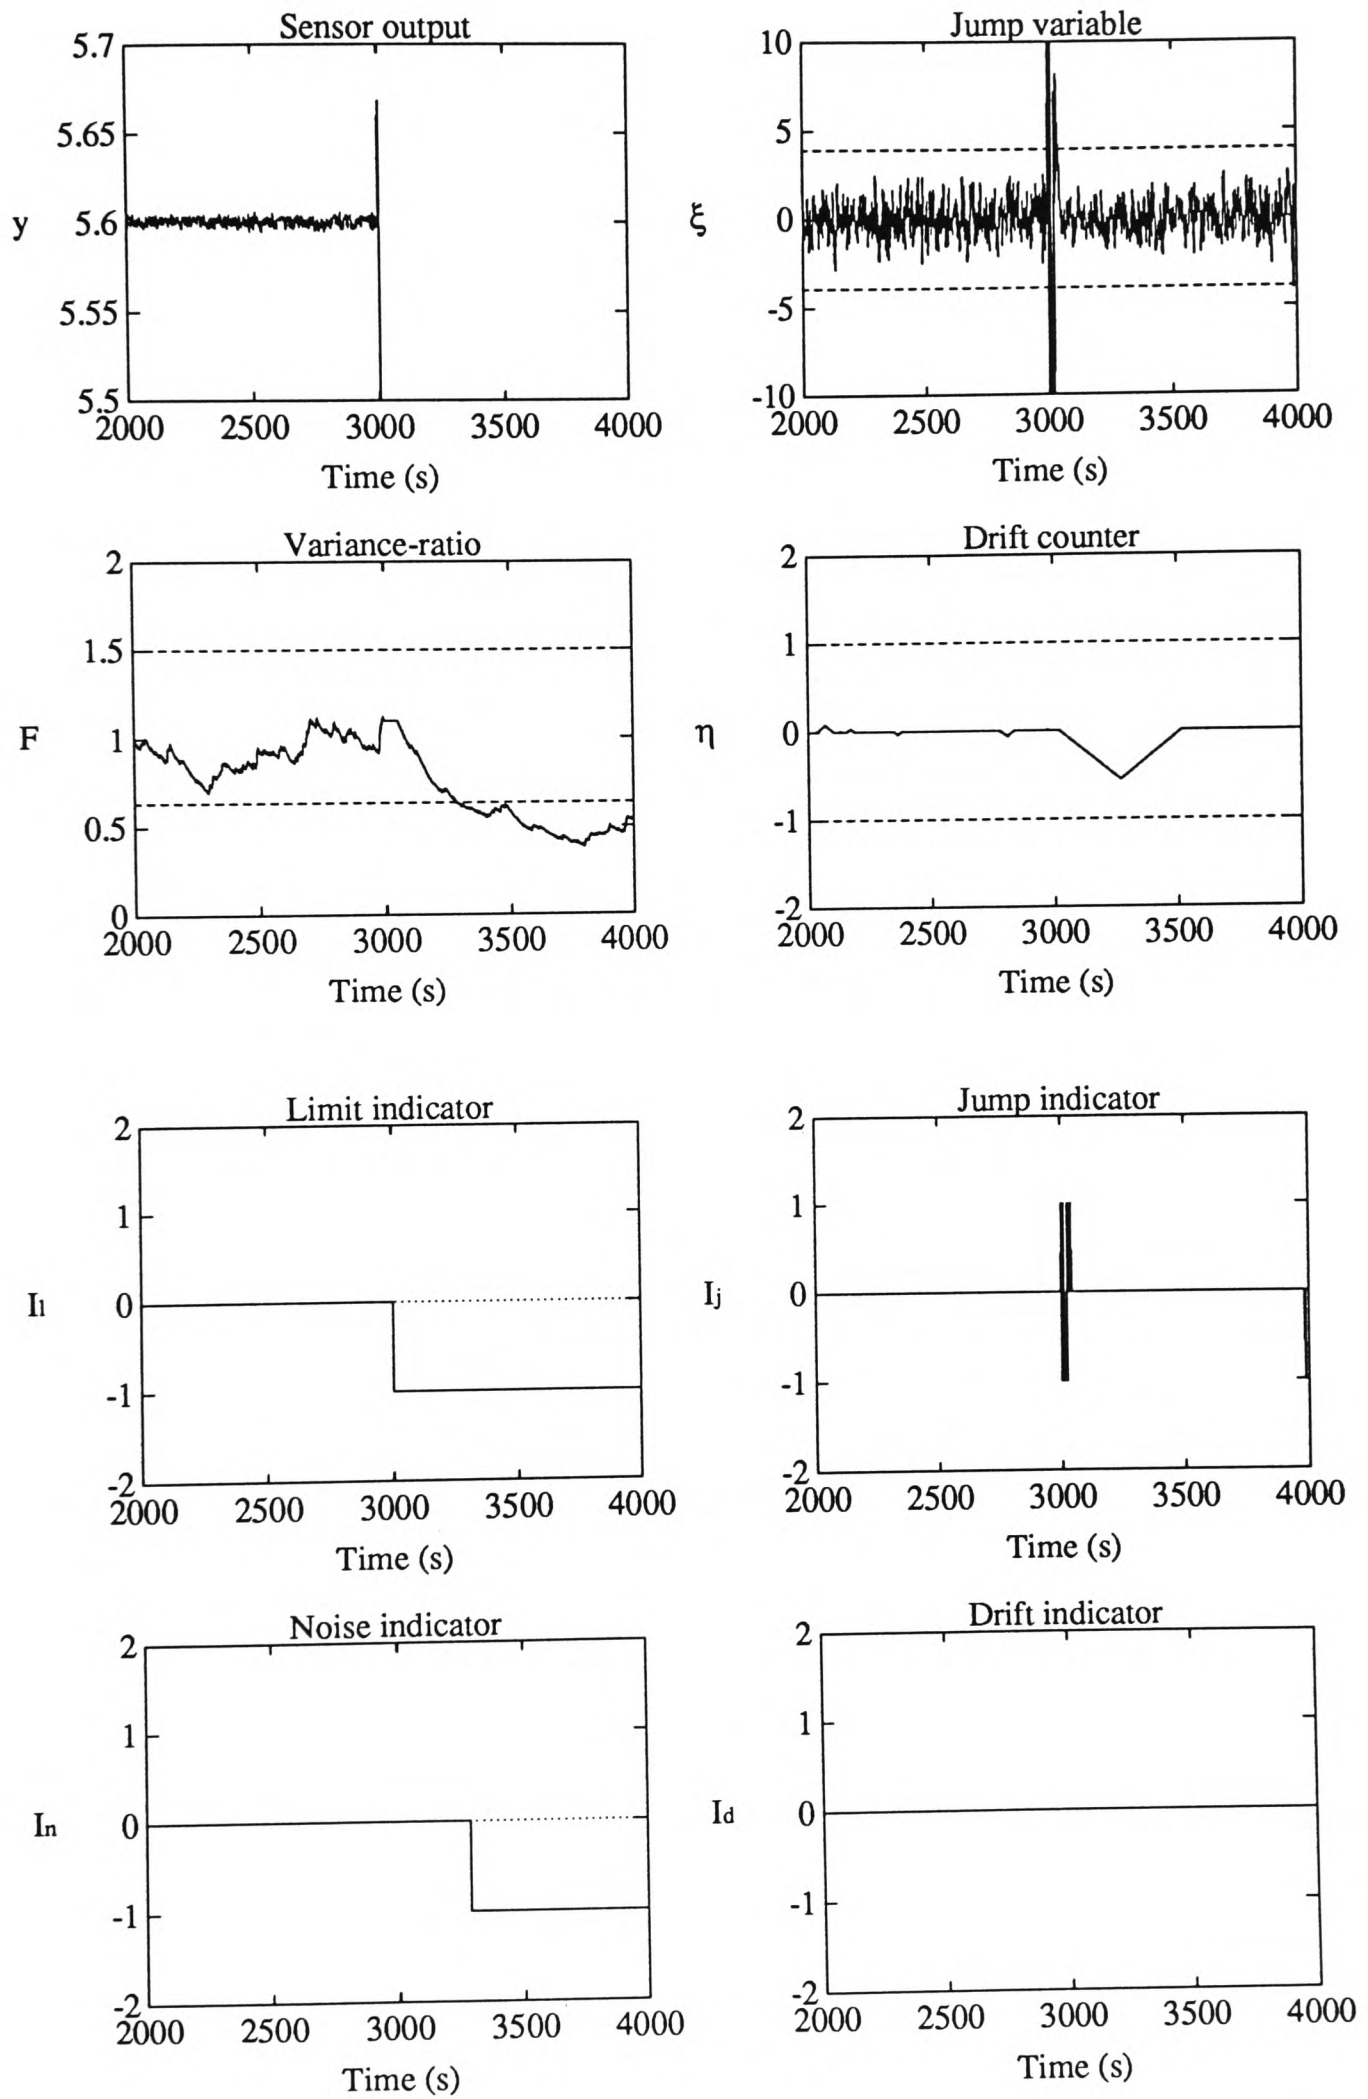 Sensor output
5.7
5.65
5.6
5.55
5.5
y
2000 2500 3000 3500 4000
Time (s)
Jump variable
10
5
0
-5
-10
ξ
2000 2500 3000 3500 4000
Time (s)
Variance-ratio
2
1.5
1
0.5
0
F
2000 2500 3000 3500 4000
Time (s)
Drift counter
2
1
0
-1
-2
η
2000 2500 3000 3500 4000
Time (s)
Limit indicator
2
1
0
-1
-2
Il
2000 2500 3000 3500 4000
Time (s)
Jump indicator
2
1
0
-1
-2
Ij
2000 2500 3000 3500 4000
Time (s)
Noise indicator
2
1
0
-1
-2
In
2000 2500 3000 3500 4000
Time (s)
Drift indicator
2
1
0
-1
-2
Id
2000 2500 3000 3500 4000
Time (s)